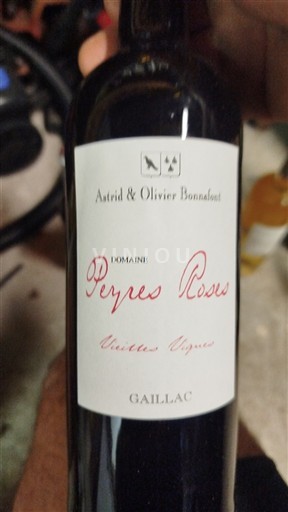 Astrid & Olivier Bonnafont
VINIOU
DOMAINE
Peyres Roses
Vieilles Vignes
GAILLAC